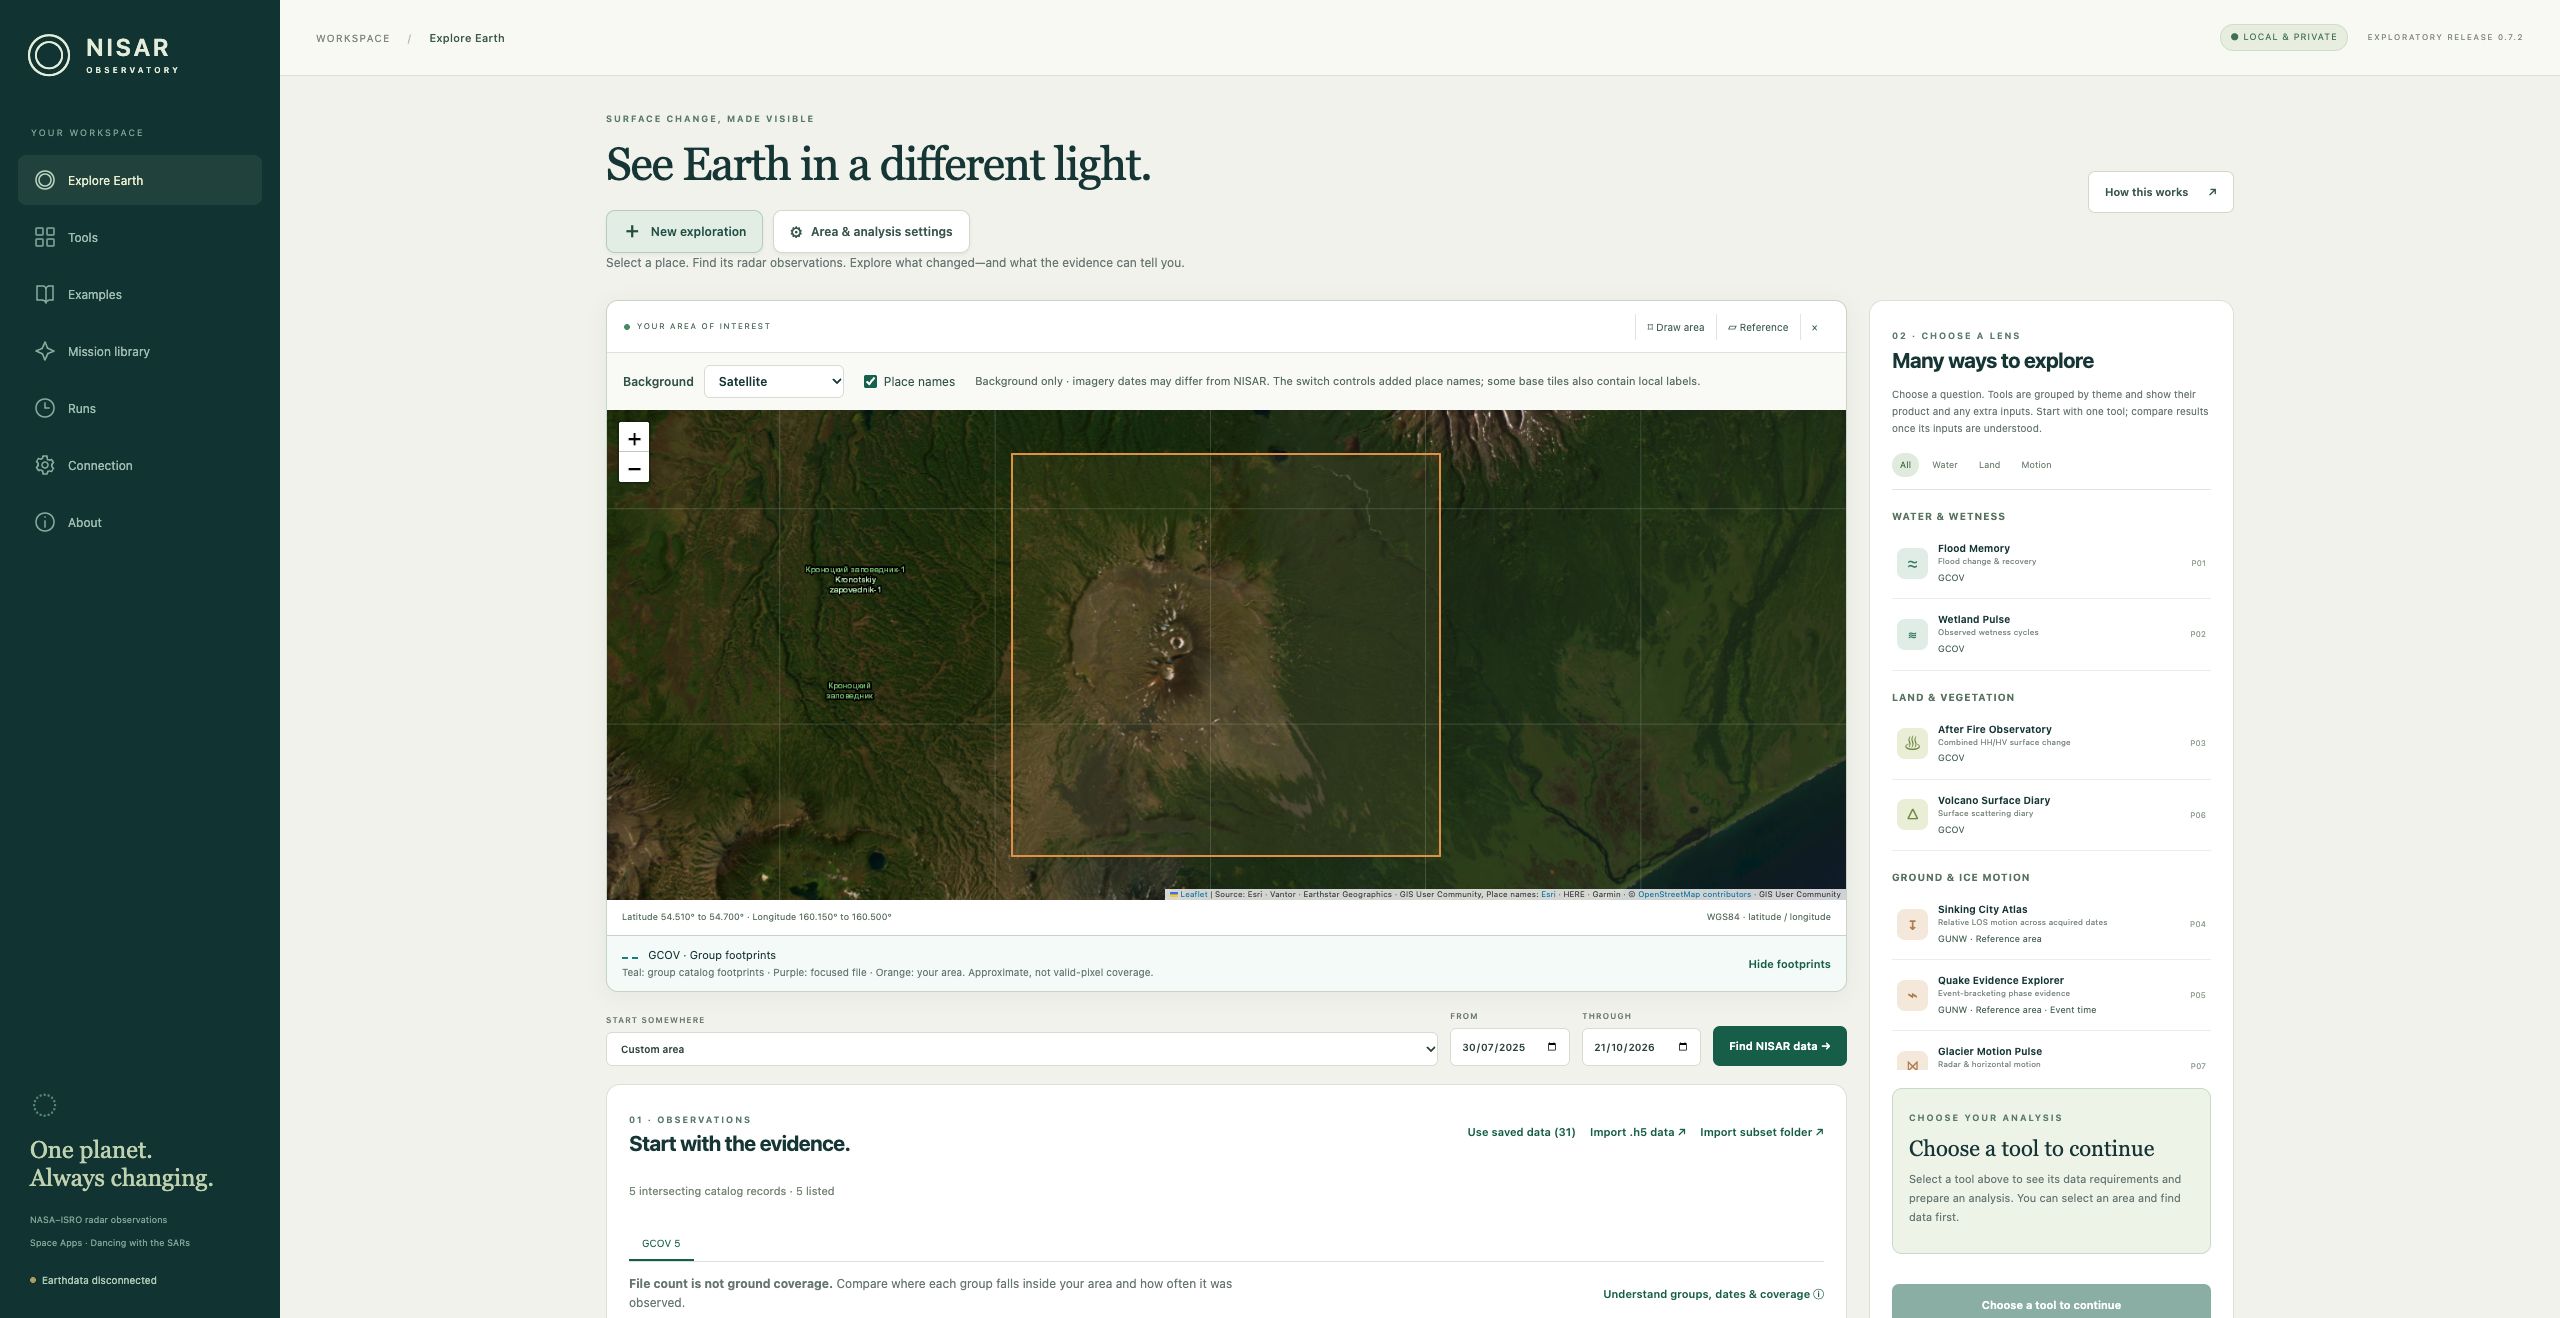 NISAR
OBSERVATORY
YOUR WORKSPACE
Explore Earth
Tools
Examples
Mission library
Runs
Connection
About
One planet.
Always changing.
NASA–ISRO radar observations
Space Apps · Dancing with the SARs
Earthdata disconnected
WORKSPACE / Explore Earth
LOCAL & PRIVATE
EXPLORATORY RELEASE 0.7.2
SURFACE CHANGE, MADE VISIBLE
See Earth in a different light.
How this works ↗
+ New exploration
⚙ Area & analysis settings
Select a place. Find its radar observations. Explore what changed—and what the evidence can tell you.
YOUR AREA OF INTEREST
Draw area
Reference
×
Background
Satellite
Place names
Background only · imagery dates may differ from NISAR. The switch controls added place names; some base tiles also contain local labels.
+
−
Кроноцкий заповедник-1
Kronotskiy
zapovednik-1
Кроноцкий
заповедник
Leaflet | Source: Esri · Vantor · Earthstar Geographics · GIS User Community, Place names: Esri · HERE · Garmin · © OpenStreetMap contributors · GIS User Community
Latitude 54.510° to 54.700° · Longitude 160.150° to 160.500°
WGS84 · latitude / longitude
GCOV · Group footprints
Teal: group catalog footprints · Purple: focused file · Orange: your area. Approximate, not valid-pixel coverage.
Hide footprints
START SOMEWHERE
Custom area
FROM
30/07/2025
THROUGH
21/10/2026
Find NISAR data →
01 · OBSERVATIONS
Start with the evidence.
Use saved data (31)
Import .h5 data ↗
Import subset folder ↗
5 intersecting catalog records · 5 listed
GCOV 5
File count is not ground coverage. Compare where each group falls inside your area and how often it was
observed.
Understand groups, dates & coverage ⓘ
02 · CHOOSE A LENS
Many ways to explore
Choose a question. Tools are grouped by theme and show their
product and any extra inputs. Start with one tool; compare results
once its inputs are understood.
All
Water
Land
Motion
WATER & WETNESS
Flood Memory
Flood change & recovery
GCOV
P01
Wetland Pulse
Observed wetness cycles
GCOV
P02
LAND & VEGETATION
After Fire Observatory
Combined HH/HV surface change
GCOV
P03
Volcano Surface Diary
Surface scattering diary
GCOV
P06
GROUND & ICE MOTION
Sinking City Atlas
Relative LOS motion across acquired dates
GUNW · Reference area
P04
Quake Evidence Explorer
Event-bracketing phase evidence
GUNW · Reference area · Event time
P05
Glacier Motion Pulse
Radar & horizontal motion
P07
CHOOSE YOUR ANALYSIS
Choose a tool to continue
Select a tool above to see its data requirements and
prepare an analysis. You can select an area and find
data first.
Choose a tool to continue